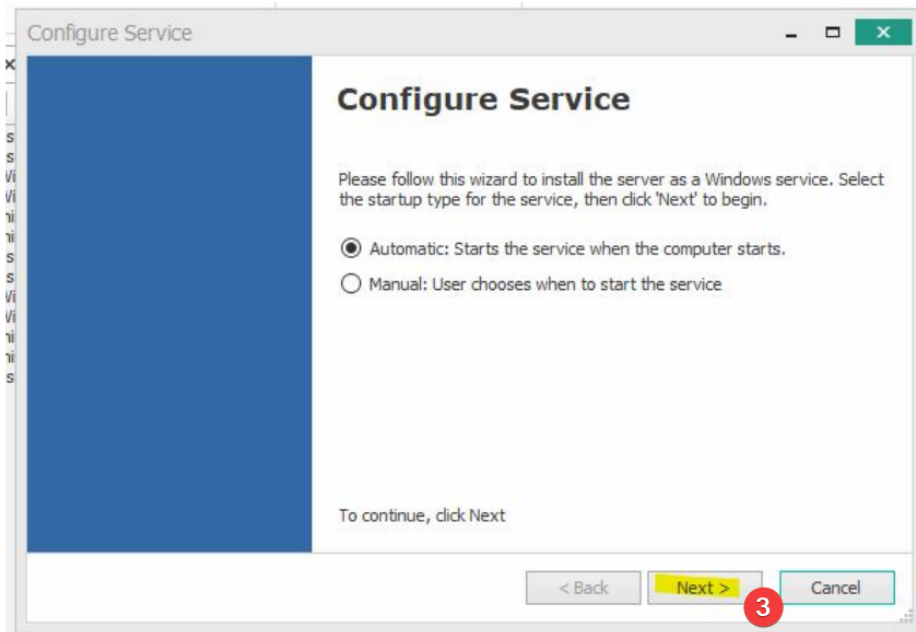 Configure Service
Configure Service
Please follow this wizard to install the server as a Windows service. Select
the startup type for the service, then click 'Next' to begin.
Automatic: Starts the service when the computer starts.
Manual: User chooses when to start the service
To continue, click Next
< Back
Next >
Cancel
3